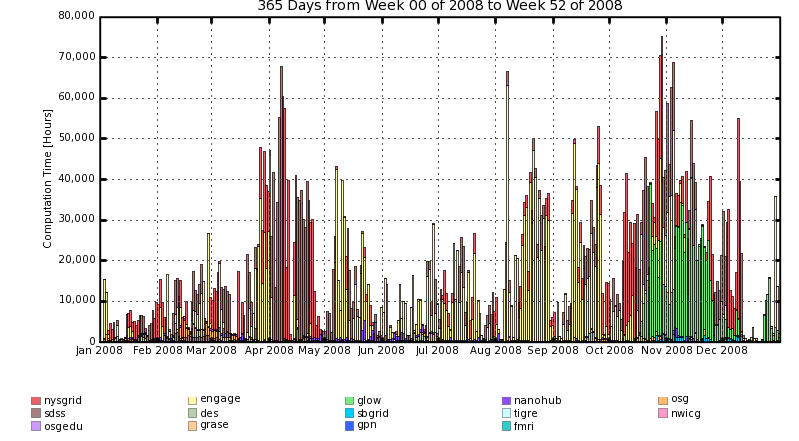 365 Days from Week 00 of 2008 to Week 52 of 2008
Computation Time [Hours]
80,000
70,000
60,000
50,000
40,000
30,000
20,000
10,000
0
Jan 2008 Feb 2008 Mar 2008 Apr 2008 May 2008 Jun 2008 Jul 2008 Aug 2008 Sep 2008 Oct 2008 Nov 2008 Dec 2008
nysgrid engage glow nanohub osg
sdss des sbgrid tigre nwicg
osgedu grase gpn fmri